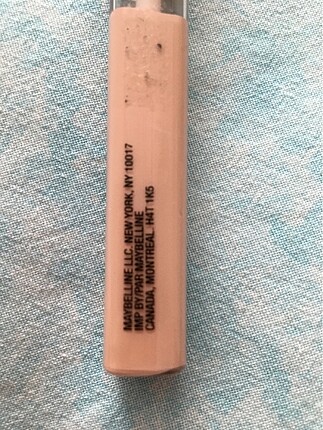 MAYBELLINE LLC. NEW YORK, NY 10017
IMP BY/PAR MAYBELLINE
CANADA, MONTREAL H4T 1K5